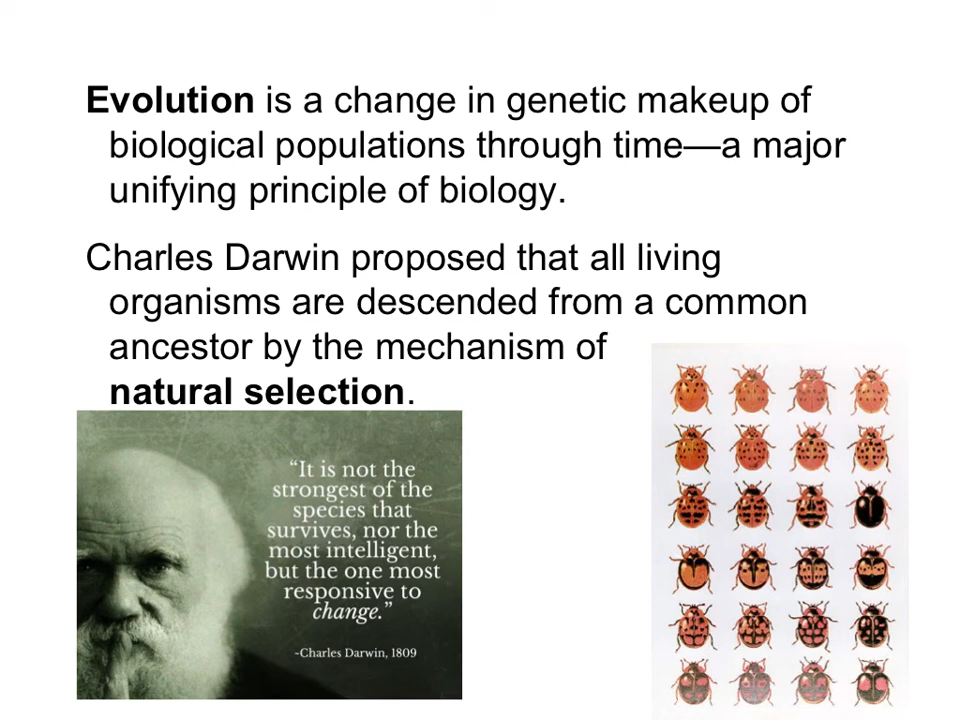 Evolution is a change in genetic makeup of
biological populations through time—a major
unifying principle of biology.
Charles Darwin proposed that all living
organisms are descended from a common
ancestor by the mechanism of
natural selection.
“It is not the
strongest of the
species that
survives, nor the
most intelligent,
but the one most
responsive to
change.”
~Charles Darwin, 1809